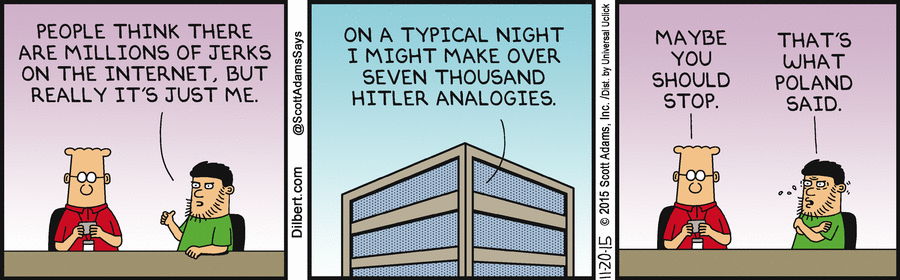 PEOPLE THINK THERE
ARE MILLIONS OF JERKS
ON THE INTERNET, BUT
REALLY IT'S JUST ME.
Dilbert.com @ScottAdamsSays
ON A TYPICAL NIGHT
I MIGHT MAKE OVER
SEVEN THOUSAND
HITLER ANALOGIES.
11-20-15 © 2015 Scott Adams, Inc. /Dist. by Universal Uclick
MAYBE
YOU
SHOULD
STOP.
THAT'S
WHAT
POLAND
SAID.